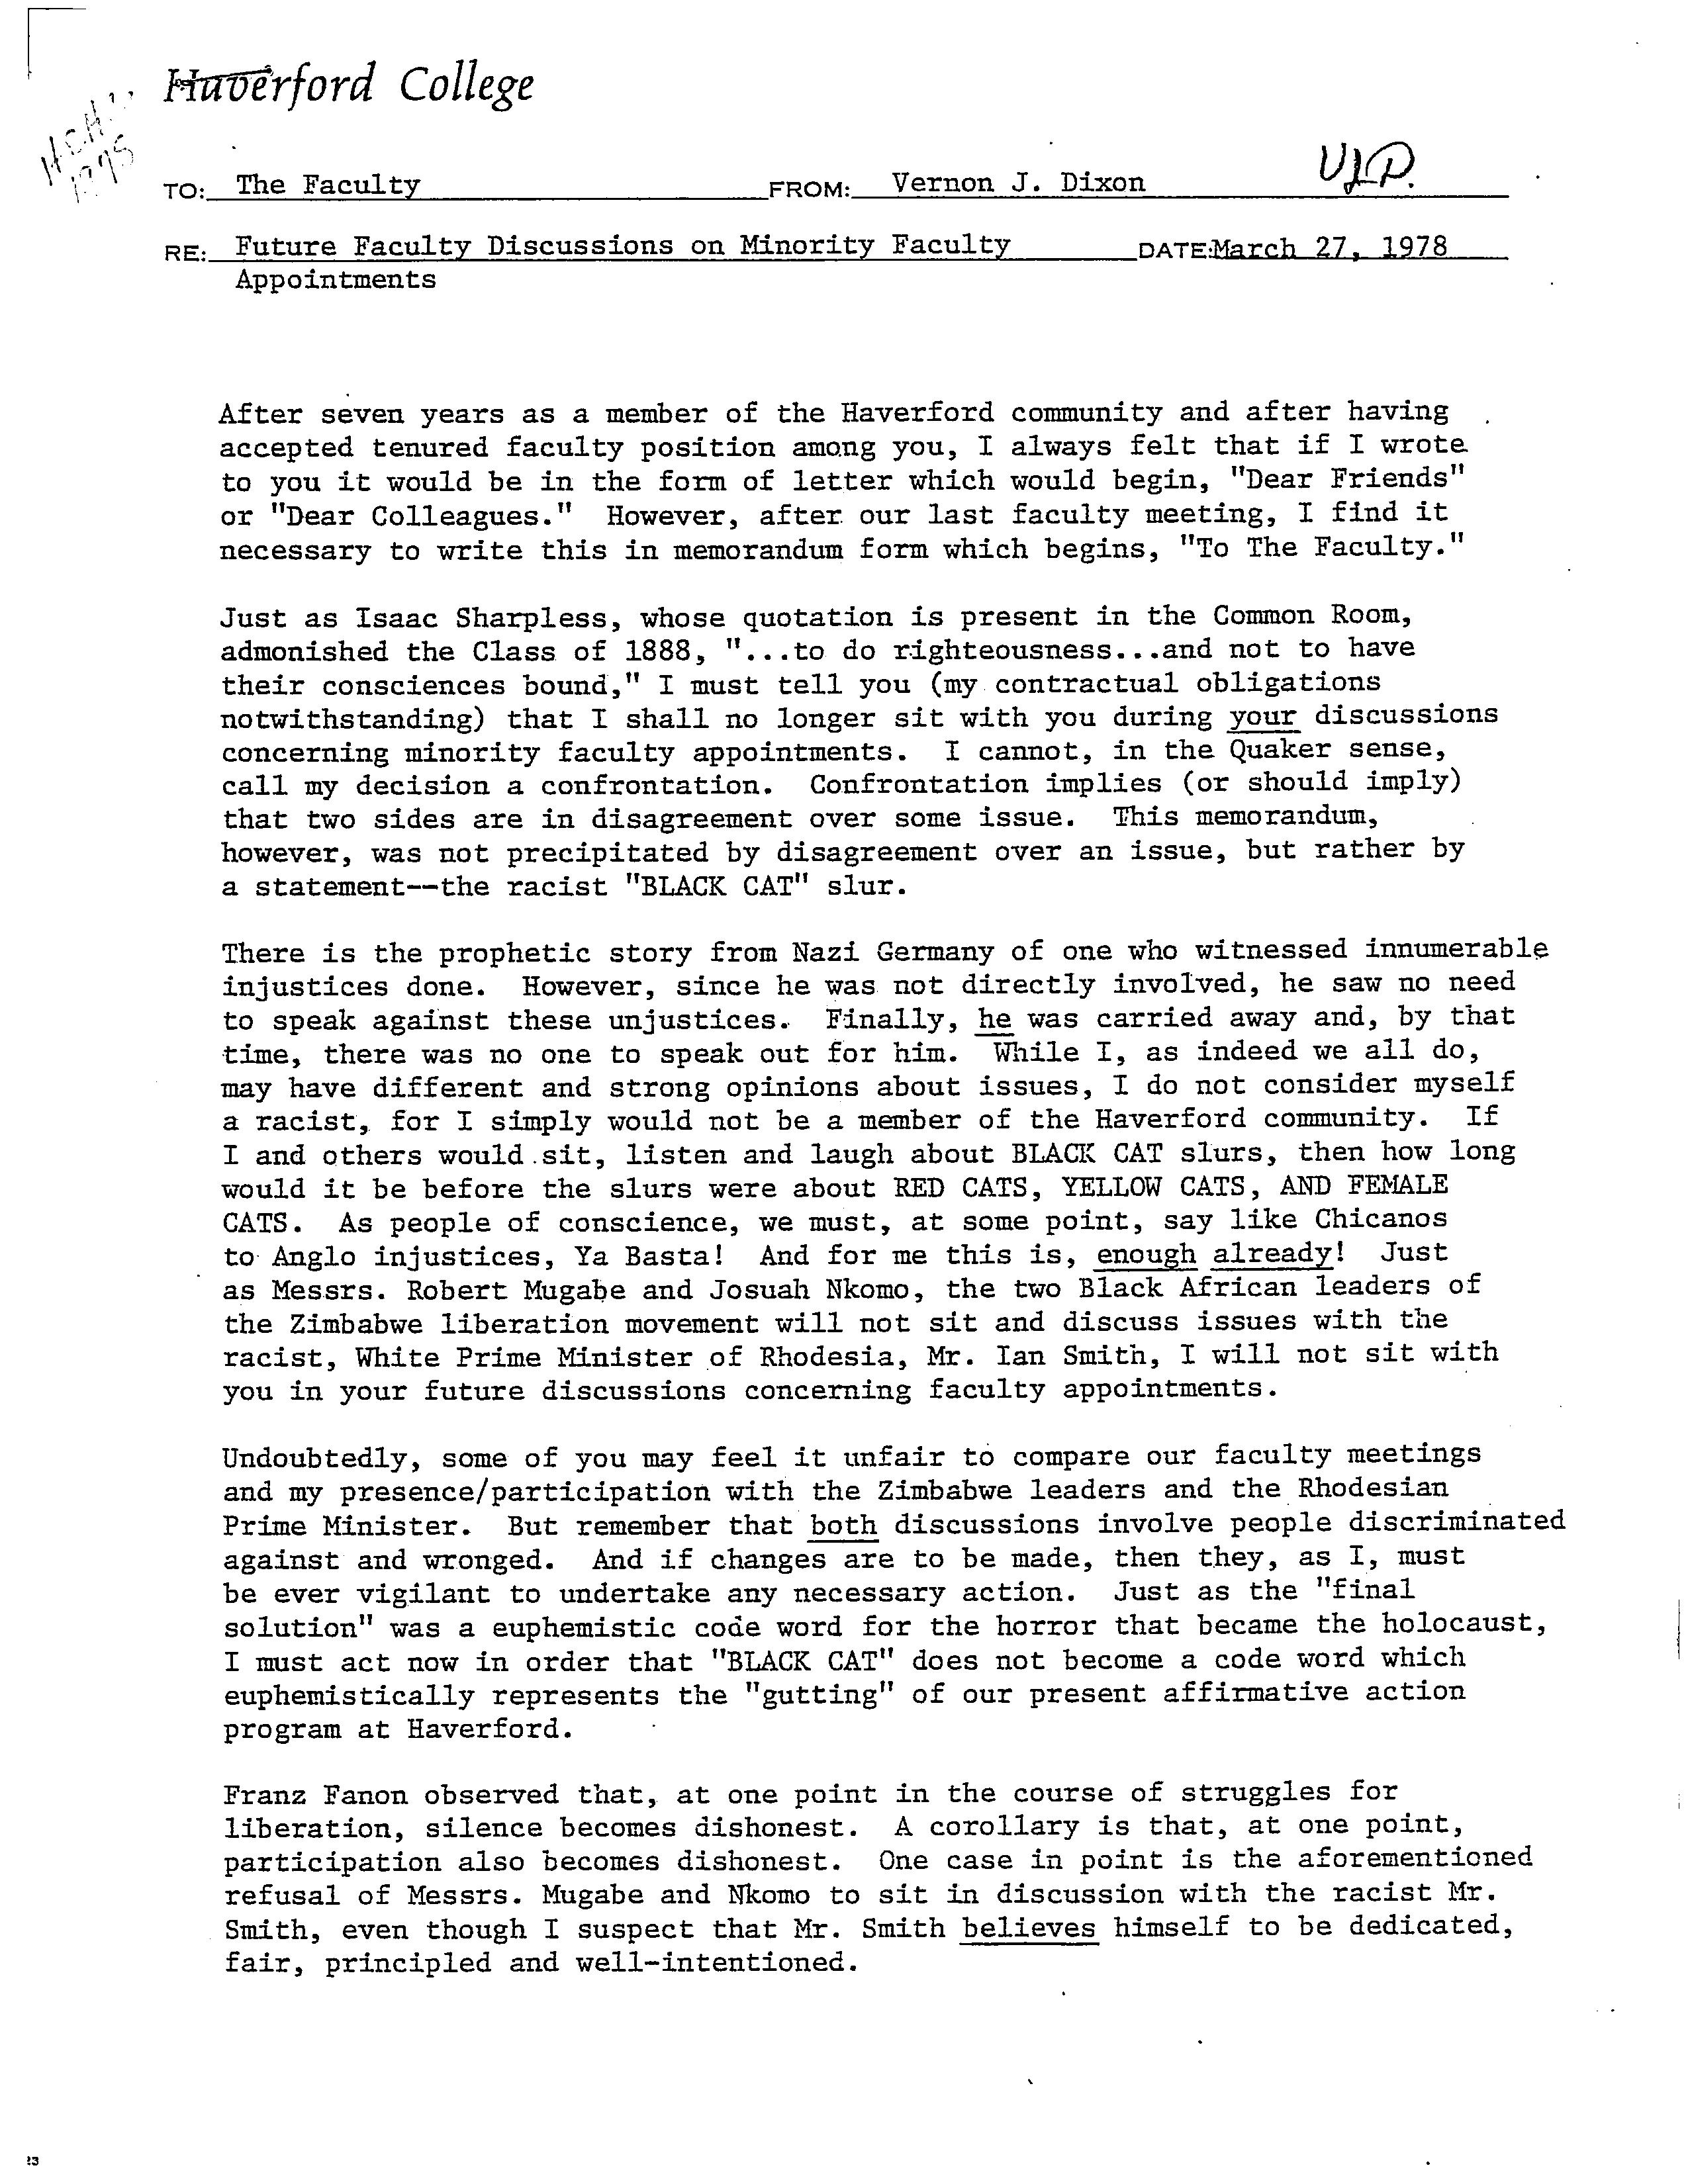 Haverford College
TO: The Faculty FROM: Vernon J. Dixon VJD.
RE: Future Faculty Discussions on Minority Faculty DATE: March 27, 1978
Appointments
After seven years as a member of the Haverford community and after having
accepted tenured faculty position among you, I always felt that if I wrote
to you it would be in the form of letter which would begin, "Dear Friends"
or "Dear Colleagues." However, after our last faculty meeting, I find it
necessary to write this in memorandum form which begins, "To The Faculty."
Just as Isaac Sharpless, whose quotation is present in the Common Room,
admonished the Class of 1888, "...to do righteousness...and not to have
their consciences bound," I must tell you (my contractual obligations
notwithstanding) that I shall no longer sit with you during your discussions
concerning minority faculty appointments. I cannot, in the Quaker sense,
call my decision a confrontation. Confrontation implies (or should imply)
that two sides are in disagreement over some issue. This memorandum,
however, was not precipitated by disagreement over an issue, but rather by
a statement--the racist "BLACK CAT" slur.
There is the prophetic story from Nazi Germany of one who witnessed innumerable
injustices done. However, since he was not directly involved, he saw no need
to speak against these unjustices. Finally, he was carried away and, by that
time, there was no one to speak out for him. While I, as indeed we all do,
may have different and strong opinions about issues, I do not consider myself
a racist, for I simply would not be a member of the Haverford community. If
I and others would sit, listen and laugh about BLACK CAT slurs, then how long
would it be before the slurs were about RED CATS, YELLOW CATS, AND FEMALE
CATS. As people of conscience, we must, at some point, say like Chicanos
to Anglo injustices, Ya Basta! And for me this is, enough already! Just
as Messrs. Robert Mugabe and Josuah Nkomo, the two Black African leaders of
the Zimbabwe liberation movement will not sit and discuss issues with the
racist, White Prime Minister of Rhodesia, Mr. Ian Smith, I will not sit with
you in your future discussions concerning faculty appointments.
Undoubtedly, some of you may feel it unfair to compare our faculty meetings
and my presence/participation with the Zimbabwe leaders and the Rhodesian
Prime Minister. But remember that both discussions involve people discriminated
against and wronged. And if changes are to be made, then they, as I, must
be ever vigilant to undertake any necessary action. Just as the "final
solution" was a euphemistic code word for the horror that became the holocaust,
I must act now in order that "BLACK CAT" does not become a code word which
euphemistically represents the "gutting" of our present affirmative action
program at Haverford.
Franz Fanon observed that, at one point in the course of struggles for
liberation, silence becomes dishonest. A corollary is that, at one point,
participation also becomes dishonest. One case in point is the aforementioned
refusal of Messrs. Mugabe and Nkomo to sit in discussion with the racist Mr.
Smith, even though I suspect that Mr. Smith believes himself to be dedicated,
fair, principled and well-intentioned.